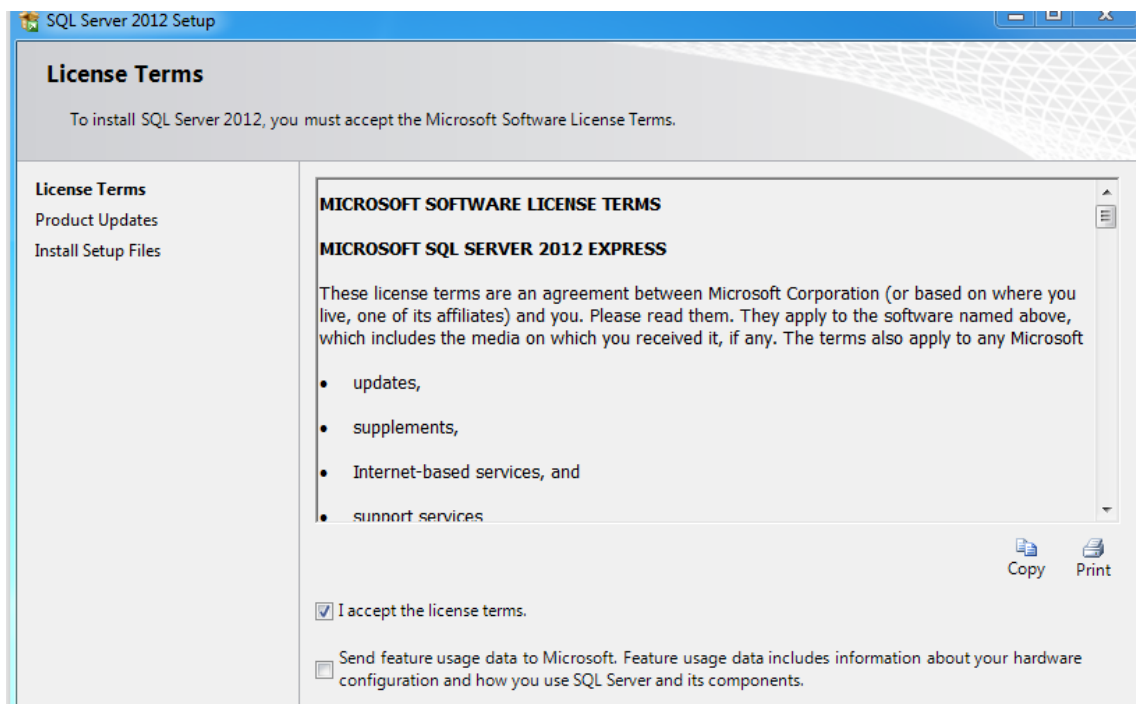 SQL Server 2012 Setup
License Terms
To install SQL Server 2012, you must accept the Microsoft Software License Terms.
License Terms
Product Updates
Install Setup Files
MICROSOFT SOFTWARE LICENSE TERMS
MICROSOFT SQL SERVER 2012 EXPRESS
These license terms are an agreement between Microsoft Corporation (or based on where you
live, one of its affiliates) and you. Please read them. They apply to the software named above,
which includes the media on which you received it, if any. The terms also apply to any Microsoft
• updates,
• supplements,
• Internet-based services, and
• support services
Copy Print
I accept the license terms.
Send feature usage data to Microsoft. Feature usage data includes information about your hardware
configuration and how you use SQL Server and its components.